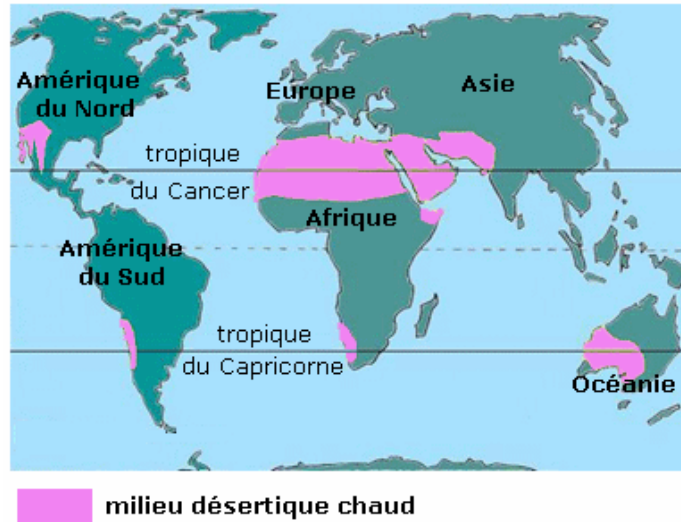 Amérique
du Nord
Europe
Asie
tropique
du Cancer
Afrique
Amérique
du Sud
tropique
du Capricorne
Océanie
milieu désertique chaud